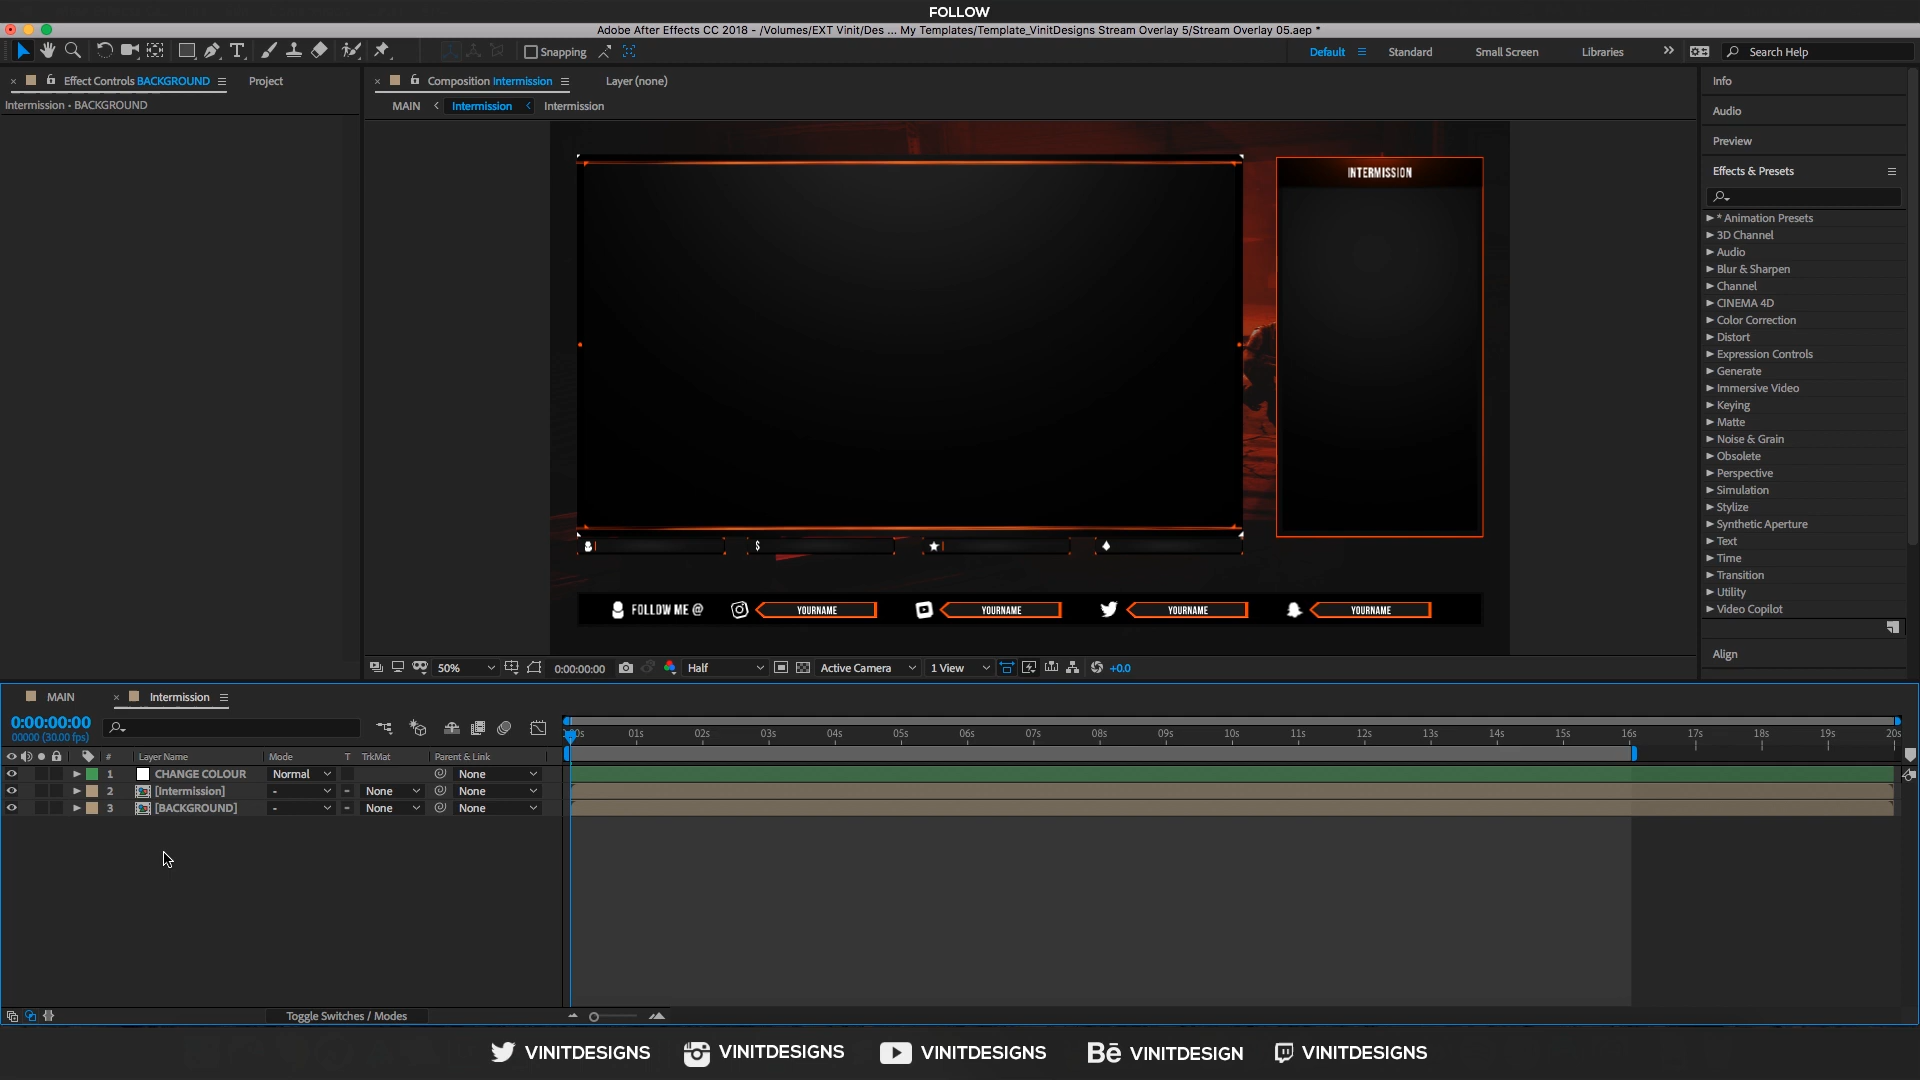 FOLLOW
Adobe After Effects CC 2018 - /Volumes/EXT Vinit/Des ... My Templates/Template_VinitDesigns Stream Overlay 5/Stream Overlay 05.aep *
Snapping
Default
Standard
Small Screen
Libraries
Search Help
Effect Controls BACKGROUND
Project
Composition Intermission
Layer (none)
Info
Intermission • BACKGROUND
MAIN
Intermission
Intermission
Audio
Preview
Effects & Presets
* Animation Presets
3D Channel
Audio
Blur & Sharpen
Channel
CINEMA 4D
Color Correction
Distort
Expression Controls
Generate
Immersive Video
Keying
Matte
Noise & Grain
Obsolete
Perspective
Simulation
Stylize
Synthetic Aperture
Text
Time
Transition
Utility
Video Copilot
Align
INTERMISSION
$
FOLLOW ME @
YOURNAME
YOURNAME
YOURNAME
YOURNAME
50%
0:00:00:00
Half
Active Camera
1 View
+0.0
MAIN
Intermission
0:00:00:00
00000 (30.00 fps)
01s 02s 03s 04s 05s 06s 07s 08s 09s 10s 11s 12s 13s 14s 15s 16s 17s 18s 19s 20s
# Layer Name Mode T TrkMat Parent & Link
1 CHANGE COLOUR Normal None
2 [Intermission] - None None
3 [BACKGROUND] - None None
Toggle Switches / Modes
VINITDESIGNS
VINITDESIGNS
VINITDESIGNS
Bē VINITDESIGN
VINITDESIGNS